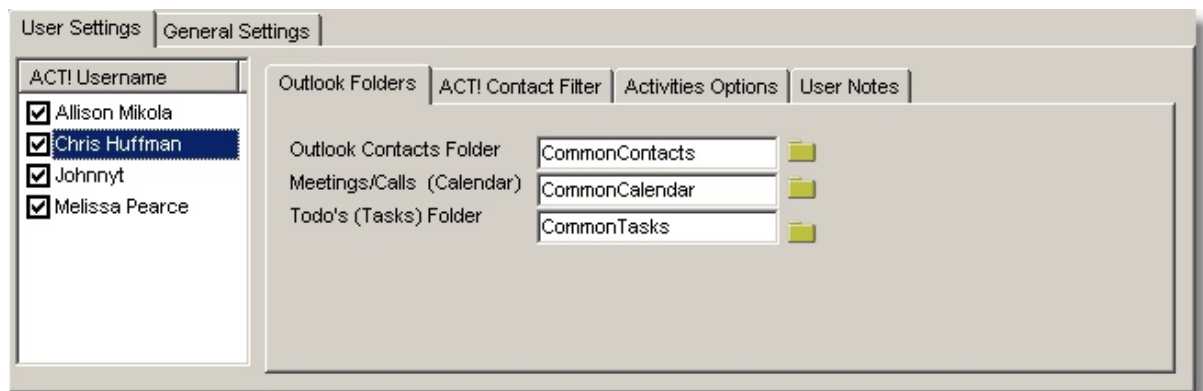 User Settings
General Settings
ACT! Username
Allison Mikola
Chris Huffman
Johnnyt
Melissa Pearce
Outlook Folders
ACT! Contact Filter
Activities Options
User Notes
Outlook Contacts Folder
CommonContacts
Meetings/Calls (Calendar)
CommonCalendar
Todo's (Tasks) Folder
CommonTasks